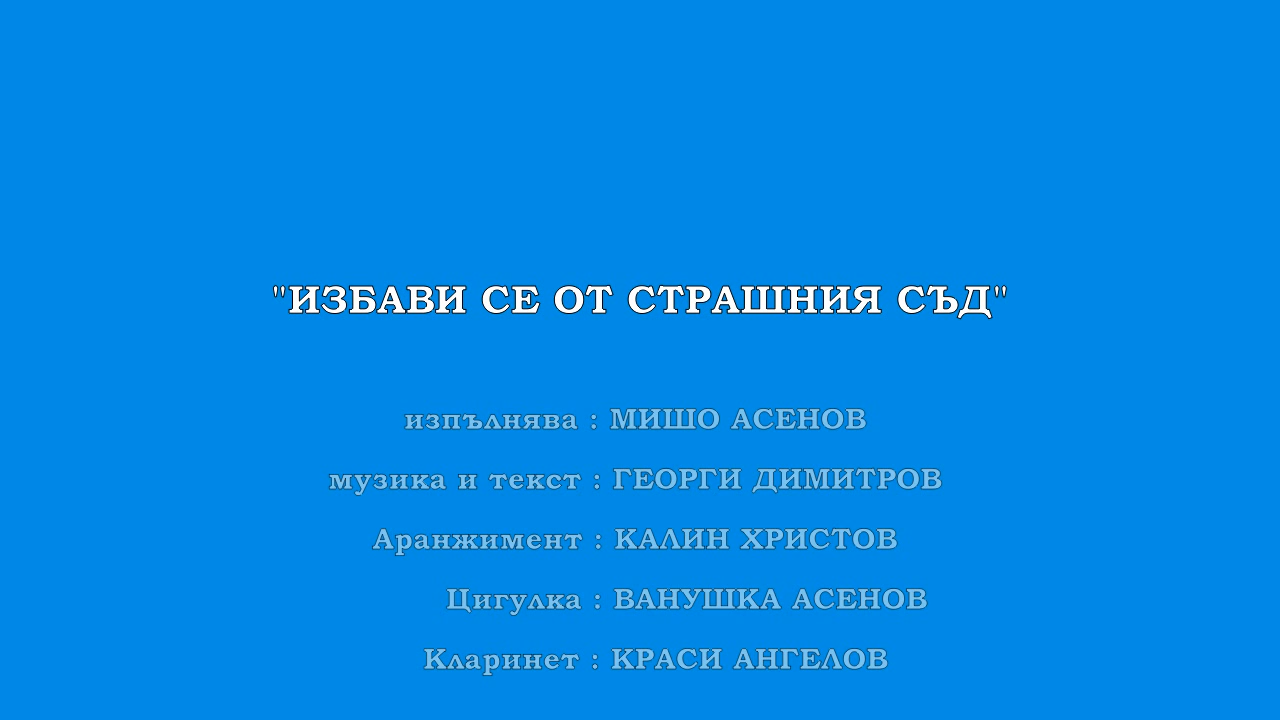 "ИЗБАВИ СЕ ОТ СТРАШНИЯ СЪД"
изпълнява : МИШО АСЕНОВ
музика и текст : ГЕОРГИ ДИМИТРОВ
Аранжимент : КАЛИН ХРИСТОВ
Цигулка : ВАНУШКА АСЕНОВ
Кларинет : КРАСИ АНГЕЛОВ